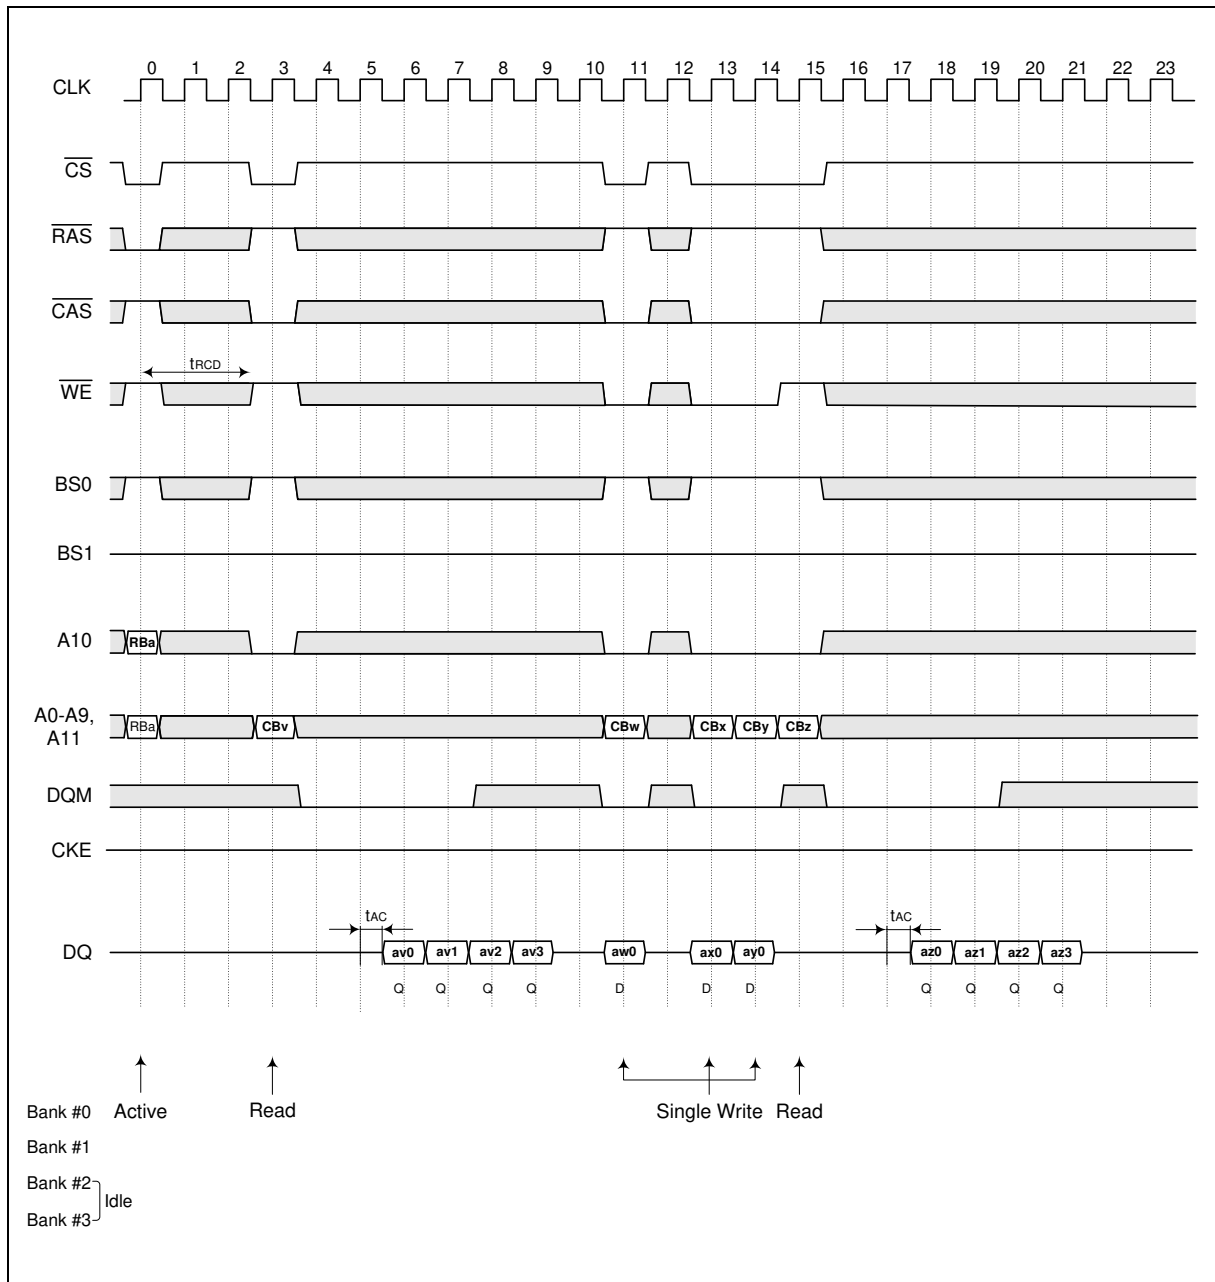 0 1 2 3 4 5 6 7 8 9 10 11 12 13 14 15 16 17 18 19 20 21 22 23
CLK
CS
RAS
CAS
tRCD
WE
BS0
BS1
A10 RBa
A0-A9, RBa CBv CBw CBx CBy CBz
A11
DQM
CKE
tAC tAC
DQ av0 av1 av2 av3 aw0 ax0 ay0 az0 az1 az2 az3
Q Q Q Q D D D Q Q Q Q
Bank #0 Active Read Single Write Read
Bank #1
Bank #2
Idle
Bank #3